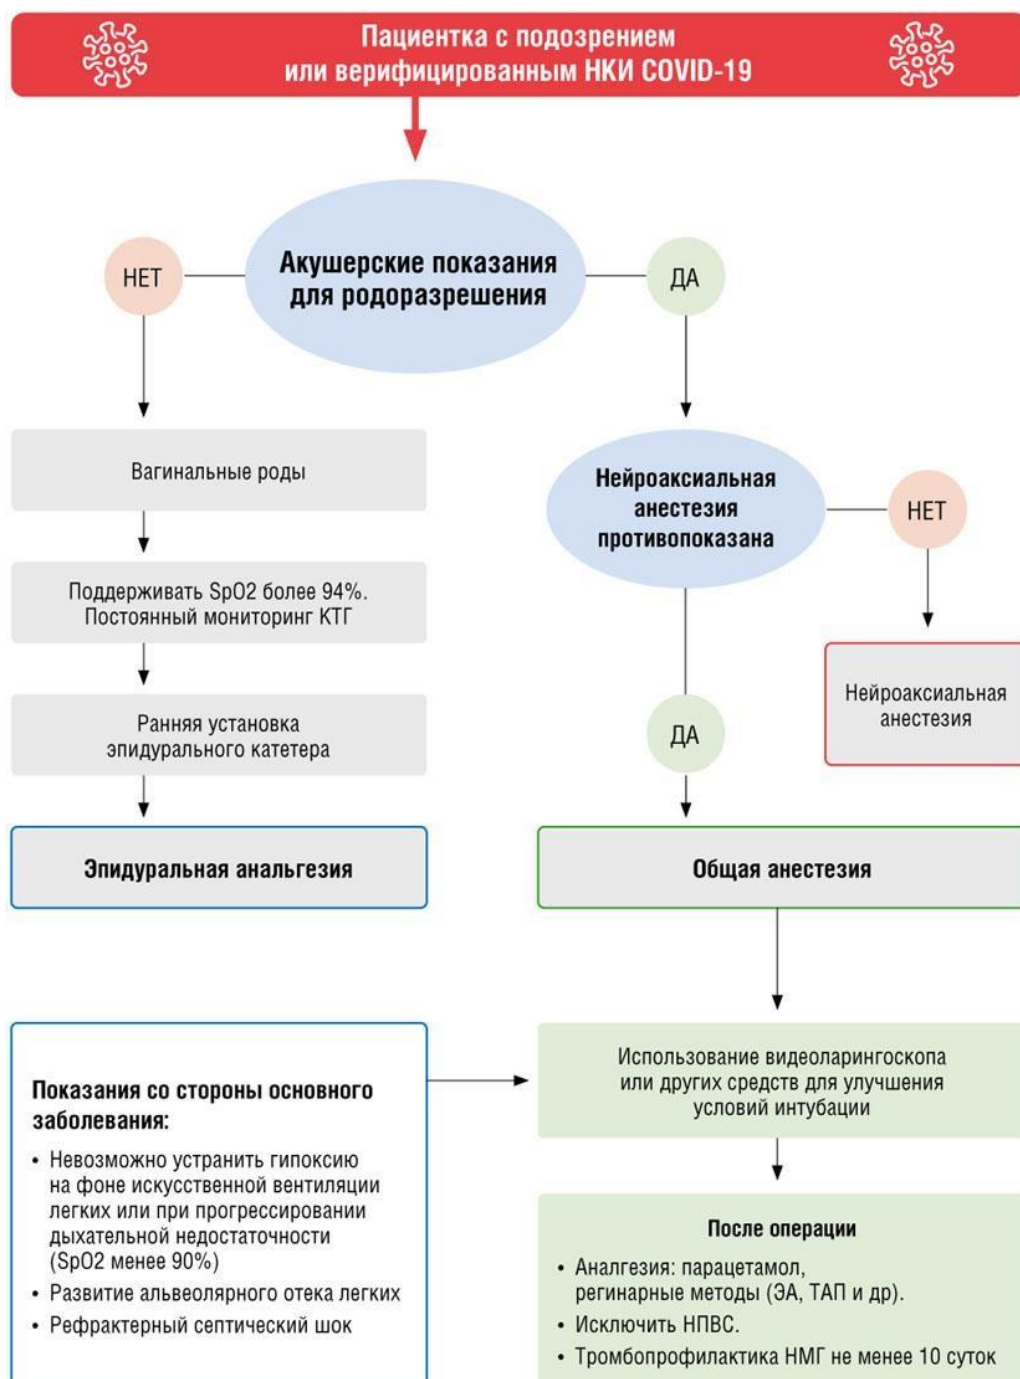 Пациентка с подозрением
или верифицированным НКИ COVID-19
Акушерские показания
для родоразрешения
НЕТ
ДА
Вагинальные роды
Поддерживать SpO2 более 94%.
Постоянный мониторинг КТГ
Ранняя установка
эпидурального катетера
Эпидуральная анальгезия
Нейроаксиальная
анестезия
противопоказана
НЕТ
Нейроаксиальная
анестезия
ДА
Общая анестезия
Показания со стороны основного
заболевания:
• Невозможно устранить гипоксию
на фоне искусственной вентиляции
легких или при прогрессировании
дыхательной недостаточности
(SpO2 менее 90%)
• Развитие альвеолярного отека легких
• Рефрактерный септический шок
Использование видеоларингоскопа
или других средств для улучшения
условий интубации
После операции
• Аналгезия: парацетамол,
регинарные методы (ЭА, ТАП и др).
• Исключить НПВС.
• Тромбопрофилактика НМГ не менее 10 суток